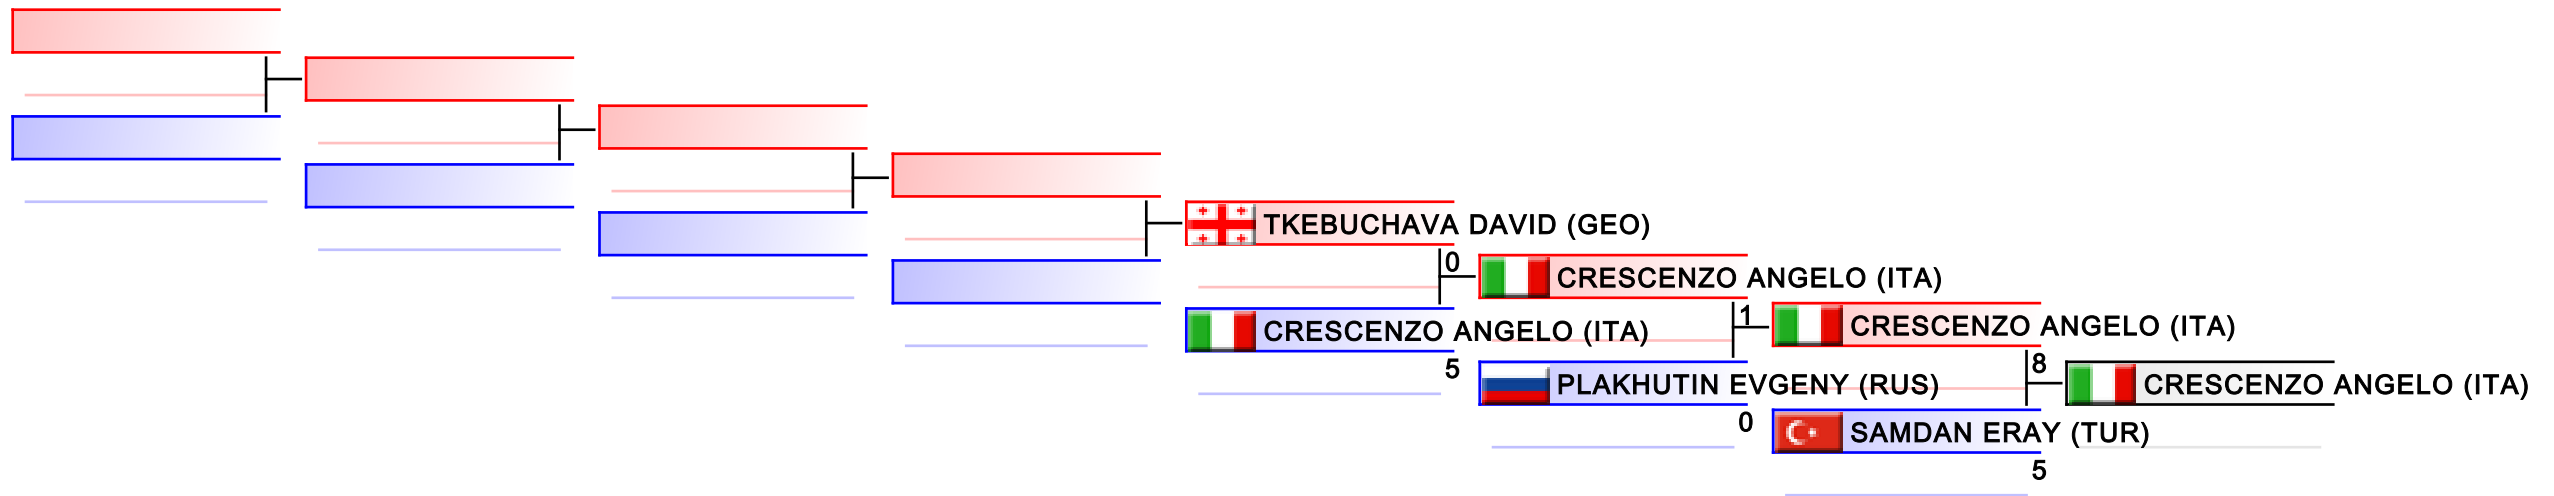 TKEBUCHAVA DAVID (GEO)
0
CRESCENZO ANGELO (ITA)
5
CRESCENZO ANGELO (ITA)
1
PLAKHUTIN EVGENY (RUS)
0
CRESCENZO ANGELO (ITA)
8
SAMDAN ERAY (TUR)
5
CRESCENZO ANGELO (ITA)